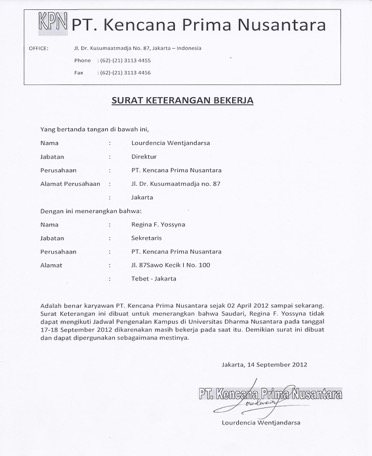 KPN PT. Kencana Prima Nusantara
OFFICE: Jl. Dr. Kusumaatmadja No. 87, Jakarta – Indonesia
Phone : (62)-(21) 3113 4455
Fax : (62)-(21) 3113 4456
SURAT KETERANGAN BEKERJA
Yang bertanda tangan di bawah ini,
Nama : Lourdencia Wentjandarsa
Jabatan : Direktur
Perusahaan : PT. Kencana Prima Nusantara
Alamat Perusahaan : Jl. Dr. Kusumaatmadja no. 87
: Jakarta
Dengan ini menerangkan bahwa:
Nama : Regina F. Yossyna
Jabatan : Sekretaris
Perusahaan : PT. Kencana Prima Nusantara
Alamat : Jl. 87Sawo Kecik I No. 100
: Tebet - Jakarta
Adalah benar karyawan PT. Kencana Prima Nusantara sejak 02 April 2012 sampai sekarang.
Surat Keterangan ini dibuat untuk menerangkan bahwa Saudari, Regina F. Yossyna tidak
dapat mengikuti Jadwal Pengenalan Kampus di Universitas Dharma Nusantara pada tanggal
17-18 September 2012 dikarenakan masih bekerja pada saat itu. Demikian surat ini dibuat
dan dapat dipergunakan sebagaimana mestinya.
Jakarta, 14 September 2012
PT. Kencana Prima Nusantara
Lourdencia Wentjandarsa